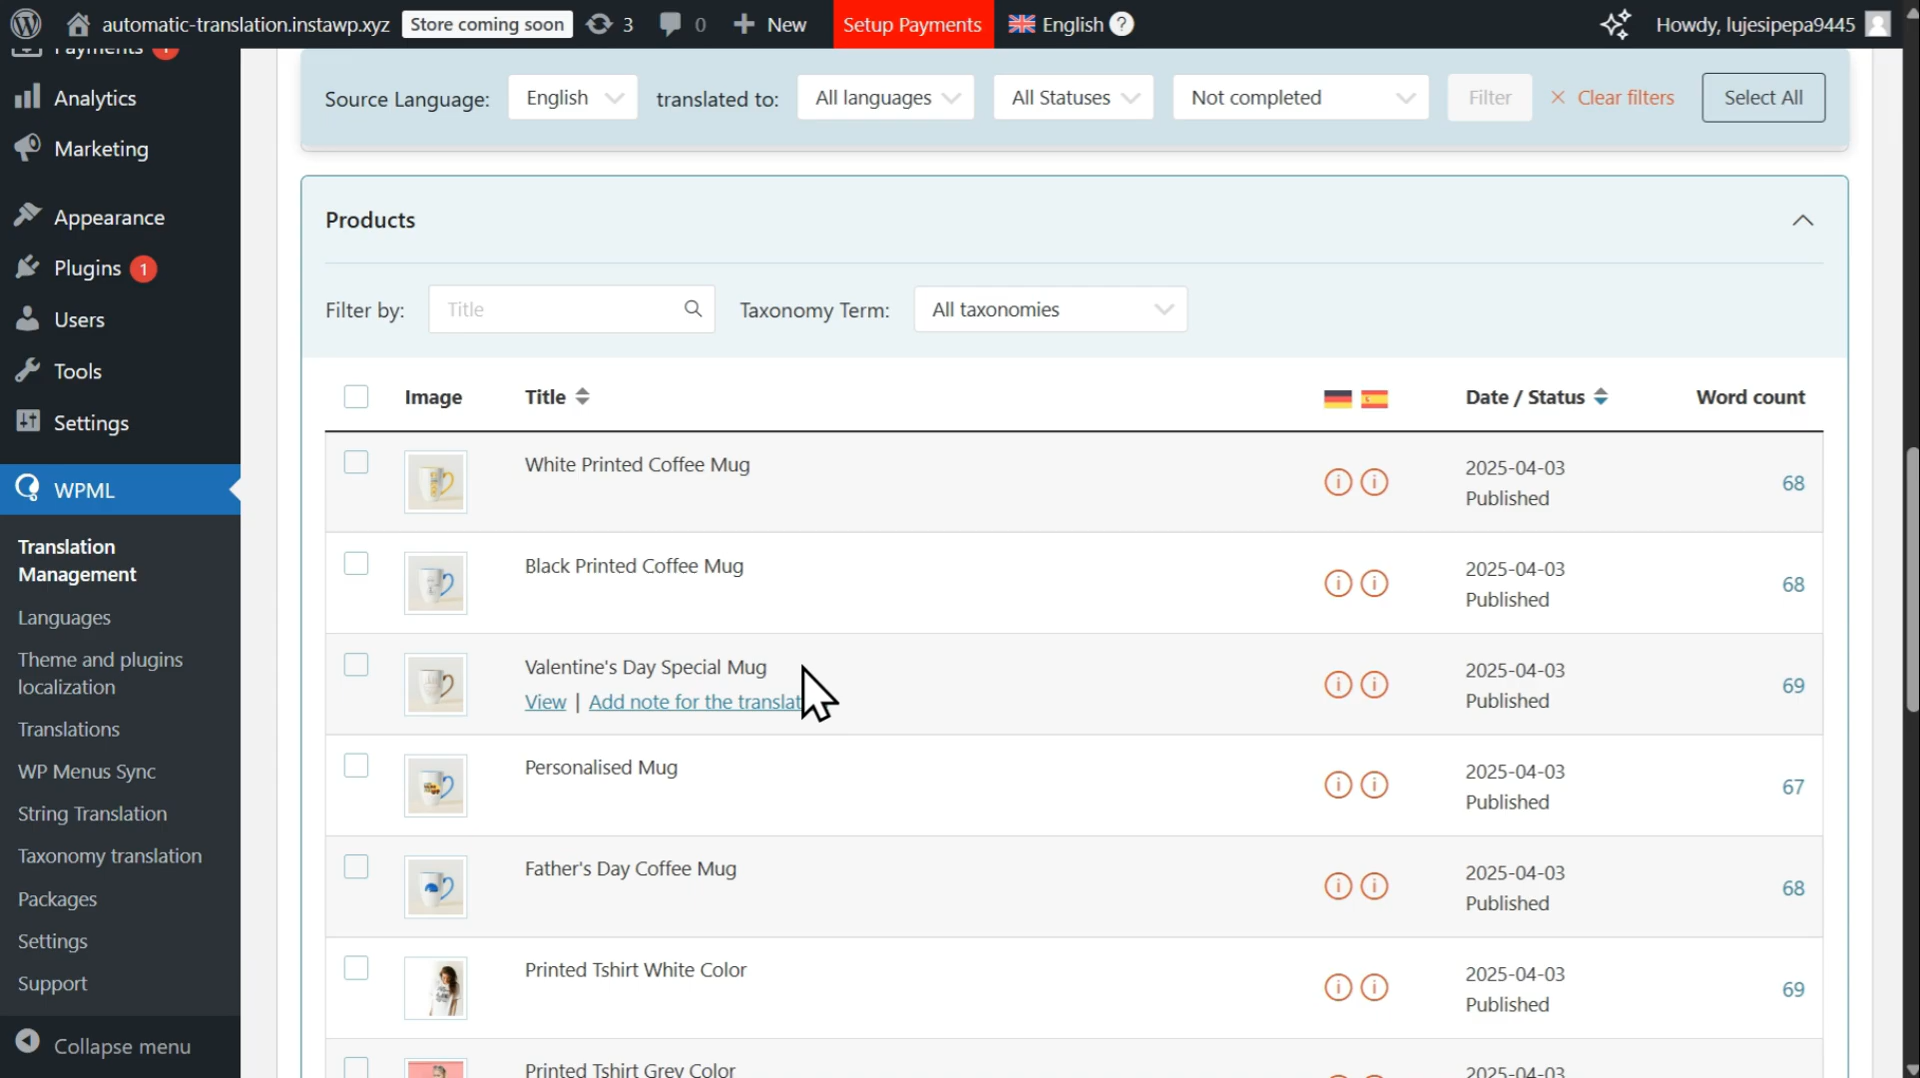 automatic-translation.instawp.xyz Store coming soon 3 0 New Setup Payments English ? Howdy, lujesipepa9445
Payments 1
Analytics
Marketing
Appearance
Plugins 1
Users
Tools
Settings
WPML
Translation
Management
Languages
Theme and plugins
localization
Translations
WP Menus Sync
String Translation
Taxonomy translation
Packages
Settings
Support
Collapse menu
Source Language: English translated to: All languages All Statuses Not completed Filter × Clear filters Select All
Products
Filter by: Title Taxonomy Term: All taxonomies
Image Title Date / Status Word count
White Printed Coffee Mug 2025-04-03 68
Published
Black Printed Coffee Mug 2025-04-03 68
Published
Valentine's Day Special Mug 2025-04-03 69
View | Add note for the translat Published
Personalised Mug 2025-04-03 67
Published
Father's Day Coffee Mug 2025-04-03 68
Published
Printed Tshirt White Color 2025-04-03 69
Published
Printed Tshirt Grey Color 2025-04-03